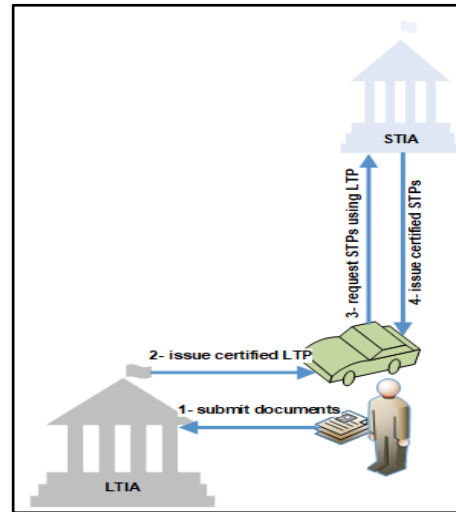 STIA
3- request STPs using LTP
4- issue certified STPs
2- issue certified LTP
1- submit documents
LTIA